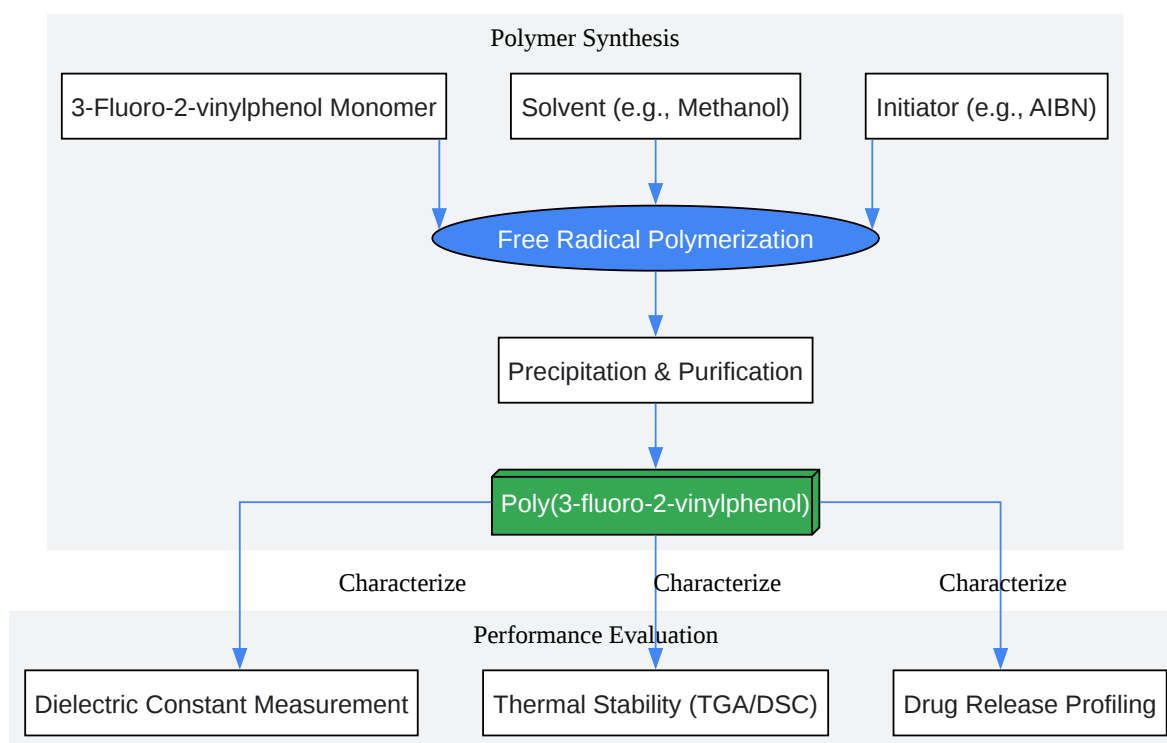 Polymer Synthesis
3-Fluoro-2-vinylphenol Monomer
Solvent (e.g., Methanol)
Initiator (e.g., AIBN)
Free Radical Polymerization
Precipitation & Purification
Poly(3-fluoro-2-vinylphenol)
Characterize
Characterize
Characterize
Performance Evaluation
Dielectric Constant Measurement
Thermal Stability (TGA/DSC)
Drug Release Profiling